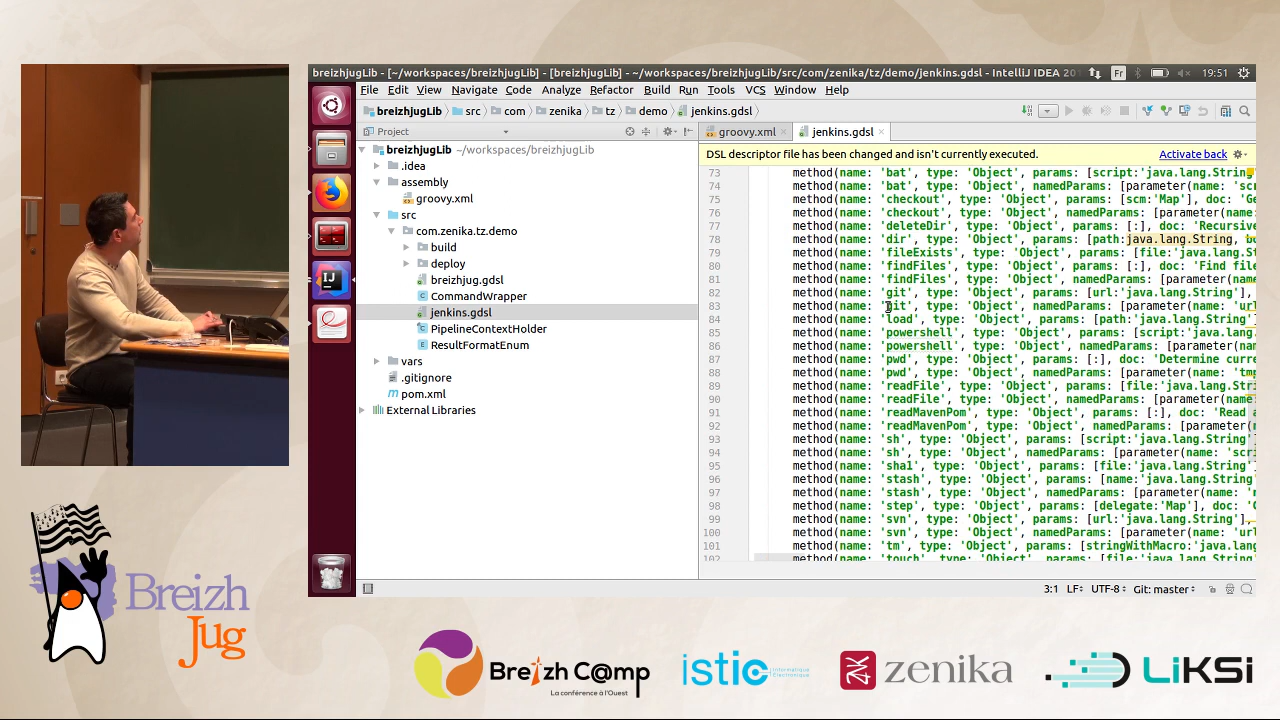 breizhjugLib - [~/workspaces/breizhjugLib] - [breizhjugLib] - ~/workspaces/breizhjugLib/src/com/zenika/tz/demo/jenkins.gdsl - IntelliJ IDEA 20
Fr
19:51
File Edit View Navigate Code Analyze Refactor Build Run Tools VCS Window Help
breizhjugLib src com zenika tz demo jenkins.gdsl
Project
groovy.xml jenkins.gdsl
DSL descriptor file has been changed and isn't currently executed. Activate back
breizhjugLib ~/workspaces/breizhjugLib
.idea
assembly
groovy.xml
src
com.zenika.tz.demo
build
deploy
breizhjug.gdsl
CommandWrapper
jenkins.gdsl
PipelineContextHolder
ResultFormatEnum
vars
.gitignore
pom.xml
External Libraries
73 method(name: 'bat', type: 'Object', params: [script:'java.lang.String'
74 method(name: 'bat', type: 'Object', namedParams: [parameter(name: 'scr
75 method(name: 'checkout', type: 'Object', params: [scm:'Map'], doc: 'Ge
76 method(name: 'checkout', type: 'Object', namedParams: [parameter(name:
77 method(name: 'deleteDir', type: 'Object', params: [:], doc: 'Recursive
78 method(name: 'dir', type: 'Object', params: [path:java.lang.String, bo
79 method(name: 'fileExists', type: 'Object', params: [file:'java.lang.St
80 method(name: 'findFiles', type: 'Object', params: [:], doc: 'Find file
81 method(name: 'findFiles', type: 'Object', namedParams: [parameter(name
82 method(name: 'git', type: 'Object', params: [url:'java.lang.String'],
83 method(name: 'git', type: 'Object', namedParams: [parameter(name: 'url
84 method(name: 'load', type: 'Object', params: [path:'java.lang.String']
85 method(name: 'powershell', type: 'Object', params: [script:'java.lang.
86 method(name: 'powershell', type: 'Object', namedParams: [parameter(nam
87 method(name: 'pwd', type: 'Object', params: [:], doc: 'Determine curre
88 method(name: 'pwd', type: 'Object', namedParams: [parameter(name: 'tmp
89 method(name: 'readFile', type: 'Object', params: [file:'java.lang.Stri
90 method(name: 'readFile', type: 'Object', namedParams: [parameter(name:
91 method(name: 'readMavenPom', type: 'Object', params: [:], doc: 'Read a
92 method(name: 'readMavenPom', type: 'Object', namedParams: [parameter(n
93 method(name: 'sh', type: 'Object', params: [script:'java.lang.String']
94 method(name: 'sh', type: 'Object', namedParams: [parameter(name: 'scri
95 method(name: 'sha1', type: 'Object', params: [file:'java.lang.String']
96 method(name: 'stash', type: 'Object', params: [name:'java.lang.String'
97 method(name: 'stash', type: 'Object', namedParams: [parameter(name: 'n
98 method(name: 'step', type: 'Object', params: [delegate:'Map'], doc: 'G
99 method(name: 'svn', type: 'Object', params: [url:'java.lang.String'],
100 method(name: 'svn', type: 'Object', namedParams: [parameter(name: 'url
101 method(name: 'tm', type: 'Object', params: [stringWithMacro:'java.lang
102 method(name: 'touch', type: 'Object', params: [file:'java.lang.String'
3:1 LF UTF-8 Git: master
Breizh
Jug
Breizh C@mp
La conférence à l'Ouest
istic Informatique
Électronique
zenika
LiKSi